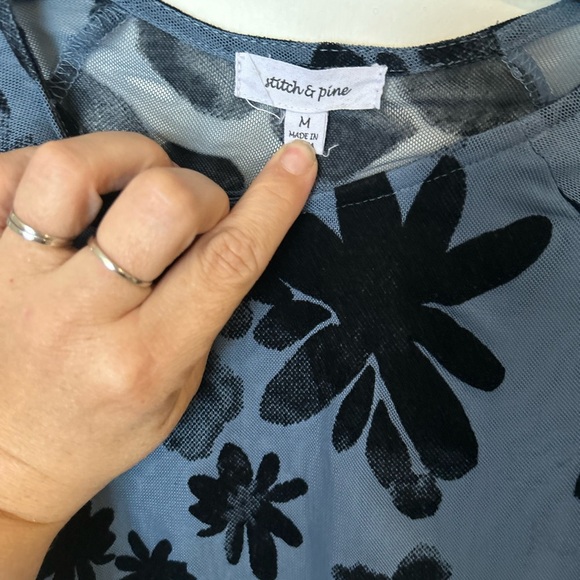 stitch & pine
M
MADE IN